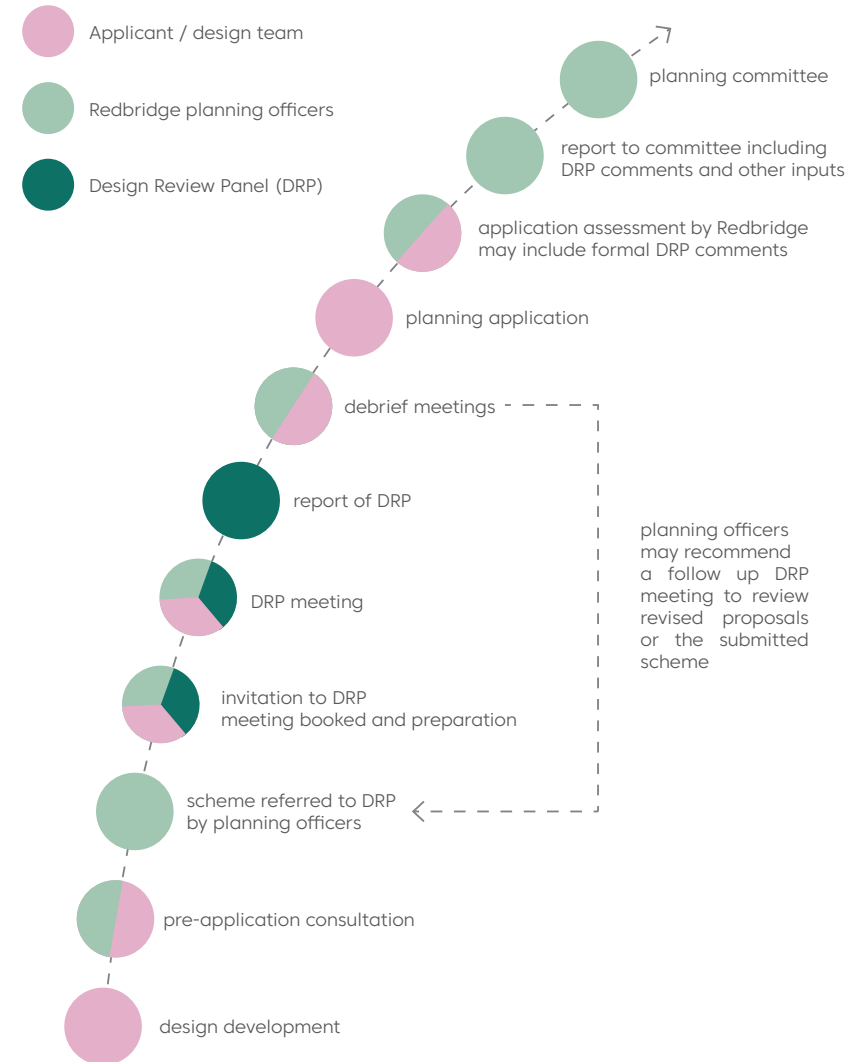 Applicant / design team
Redbridge planning officers
Design Review Panel (DRP)
planning committee
report to committee including
DRP comments and other inputs
application assessment by Redbridge
may include formal DRP comments
planning application
debrief meetings
report of DRP
DRP meeting
invitation to DRP
meeting booked and preparation
scheme referred to DRP
by planning officers
pre-application consultation
design development
planning officers
may recommend
a follow up DRP
meeting to review
revised proposals
or the submitted
scheme